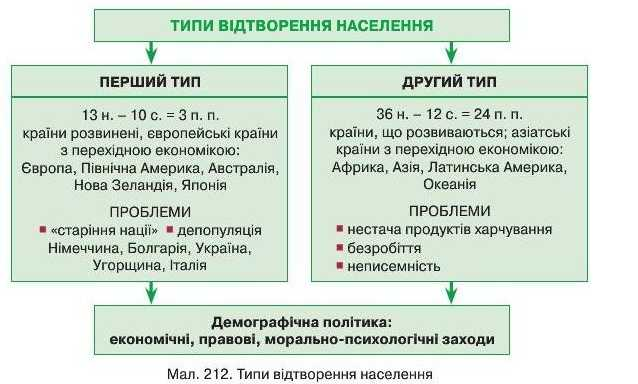 ТИПИ ВІДТВОРЕННЯ НАСЕЛЕННЯ
ПЕРШИЙ ТИП
13 н. – 10 с. = 3 п. п.
країни розвинені, європейські країни
з перехідною економікою:
Європа, Північна Америка, Австралія,
Нова Зеландія, Японія
ПРОБЛЕМИ
▪ «старіння нації» ▪ депопуляція
Німеччина, Болгарія, Україна,
Угорщина, Італія
ДРУГИЙ ТИП
36 н. – 12 с. = 24 п. п.
країни, що розвиваються; азіатські
країни з перехідною економікою:
Африка, Азія, Латинська Америка,
Океанія
ПРОБЛЕМИ
▪ нестача продуктів харчування
▪ безробіття
▪ неписемність
Демографічна політика:
економічні, правові, морально-психологічні заходи
Мал. 212. Типи відтворення населення